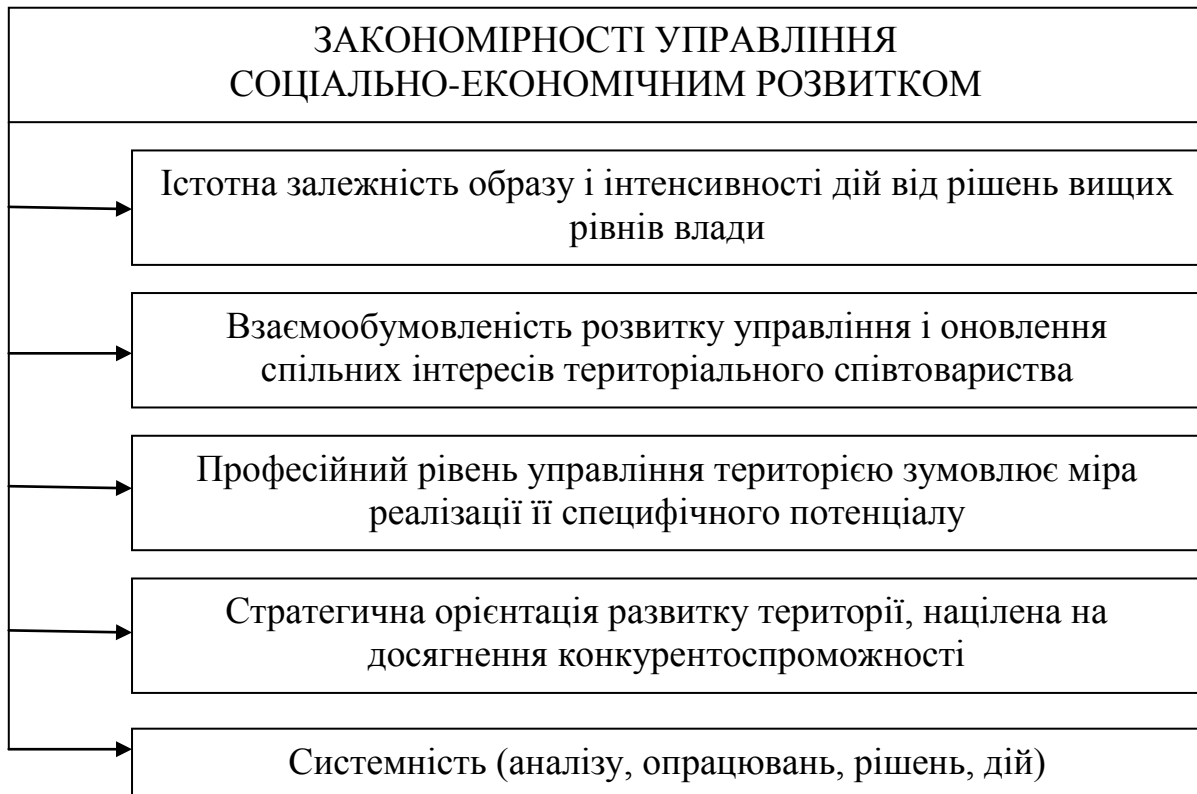 ЗАКОНОМІРНОСТІ УПРАВЛІННЯ
СОЦІАЛЬНО-ЕКОНОМІЧНИМ РОЗВИТКОМ
Істотна залежність образу і інтенсивності дій від рішень вищих
рівнів влади
Взаємообумовленість розвитку управління і оновлення
спільних інтересів територіального співтовариства
Професійний рівень управління територією зумовлює міра
реалізації її специфічного потенціалу
Стратегична орієнтація развитку території, націлена на
досягнення конкурентоспроможності
Системність (аналізу, опрацювань, рішень, дій)